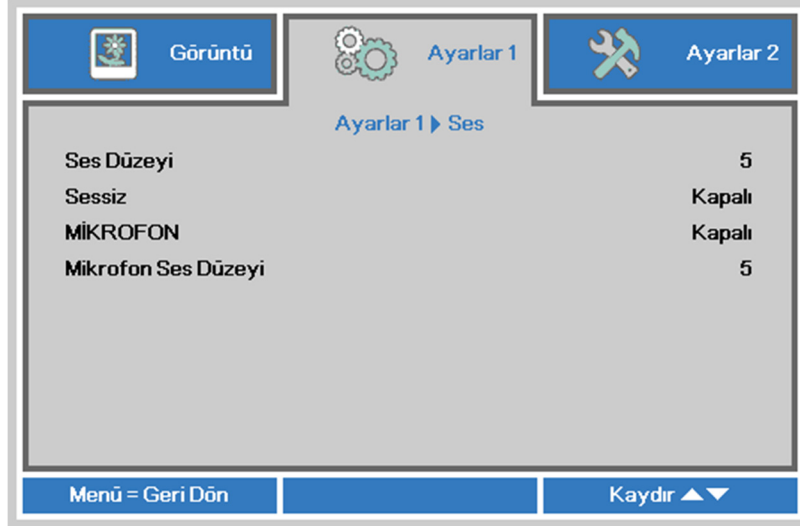 Görüntü
Ayarlar 1
Ayarlar 2
Ayarlar 1 ▶ Ses
Ses Düzeyi 5
Sessiz Kapalı
MİKROFON Kapalı
Mikrofon Ses Düzeyi 5
Menü = Geri Dön
Kaydır ▲▼